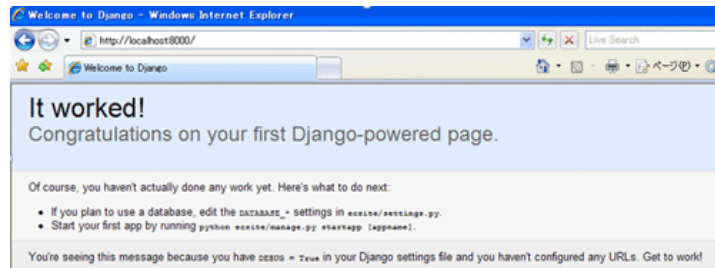 Welcome to Django - Windows Internet Explorer
http://localhost:8000/
Live Search
Welcome to Django
ページ(P)
It worked!
Congratulations on your first Django-powered page.
Of course, you haven't actually done any work yet. Here's what to do next:
If you plan to use a database, edit the DATABASE_* settings in ecsite/settings.py.
Start your first app by running python ecsite/manage.py startapp [appname].
You're seeing this message because you have DEBUG = True in your Django settings file and you haven't configured any URLs. Get to work!